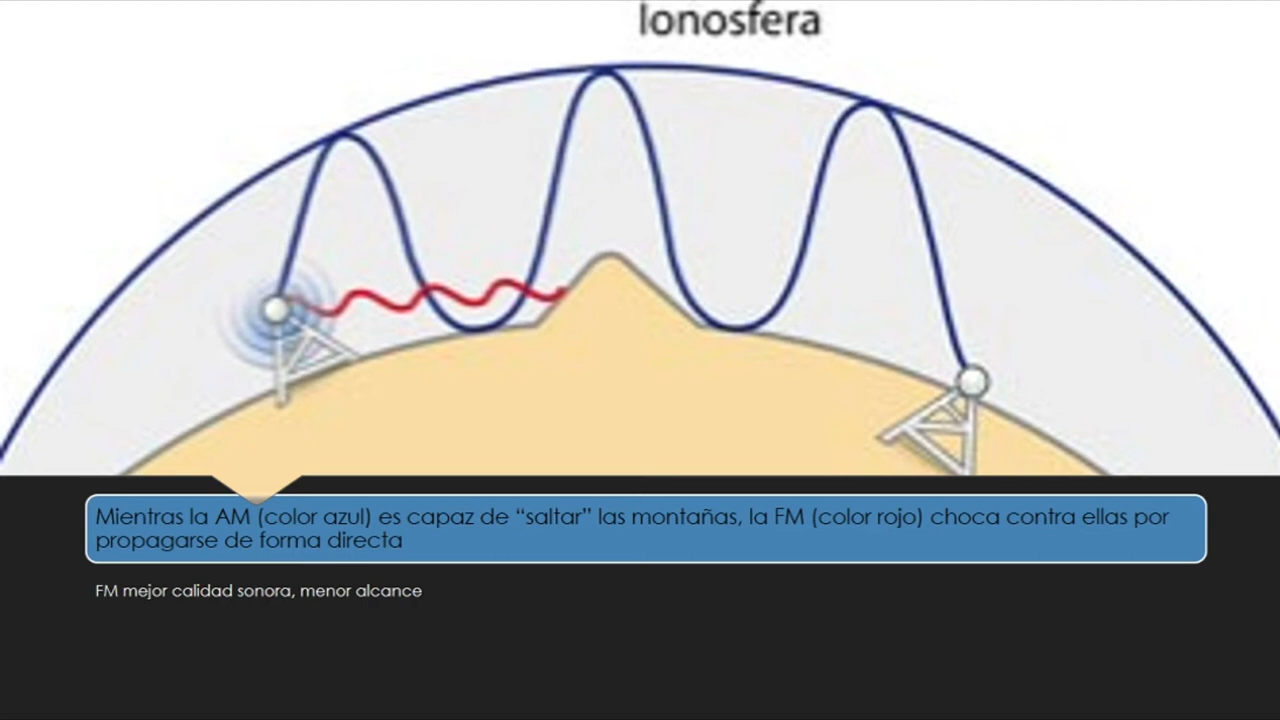 Ionosfera
Mientras la AM (color azul) es capaz de “saltar” las montañas, la FM (color rojo) choca contra ellas por
propagarse de forma directa
FM mejor calidad sonora, menor alcance